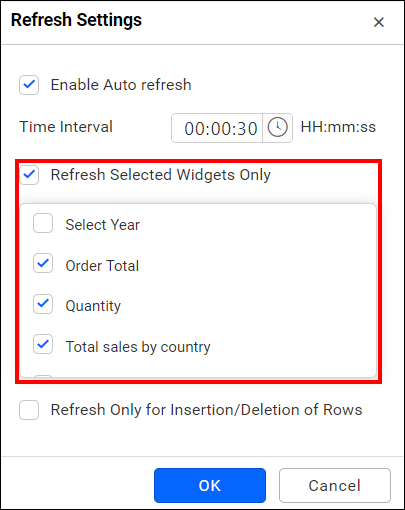 Refresh Settings
Enable Auto refresh
Time Interval 00:00:30 HH:mm:ss
Refresh Selected Widgets Only
Select Year
Order Total
Quantity
Total sales by country
Refresh Only for Insertion/Deletion of Rows
OK Cancel